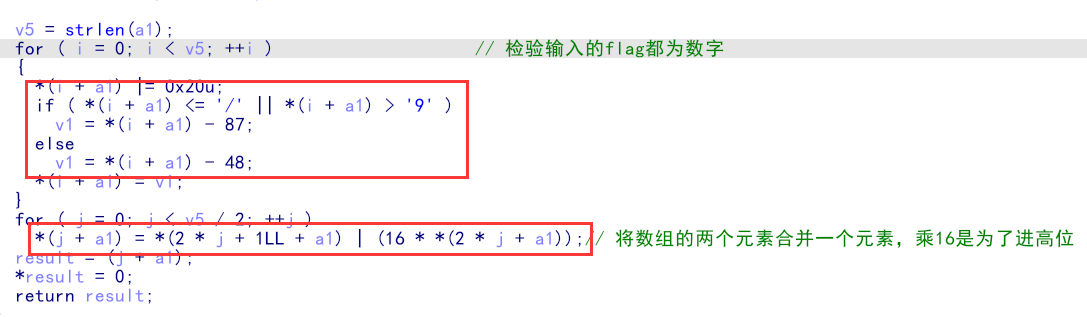 v5 = strlen(a1);
for ( i = 0; i < v5; ++i ) // 检验输入的flag都为数字
{
*(i + a1) |= 0x20u;
if ( *(i + a1) <= '/' || *(i + a1) > '9' )
v1 = *(i + a1) - 87;
else
v1 = *(i + a1) - 48;
*(i + a1) = v1;
}
for ( j = 0; j < v5 / 2; ++j )
*(j + a1) = *(2 * j + 1LL + a1) | (16 * *(2 * j + a1));// 将数组的两个元素合并一个元素，乘16是为了进高位
result = (j + a1);
*result = 0;
return result;